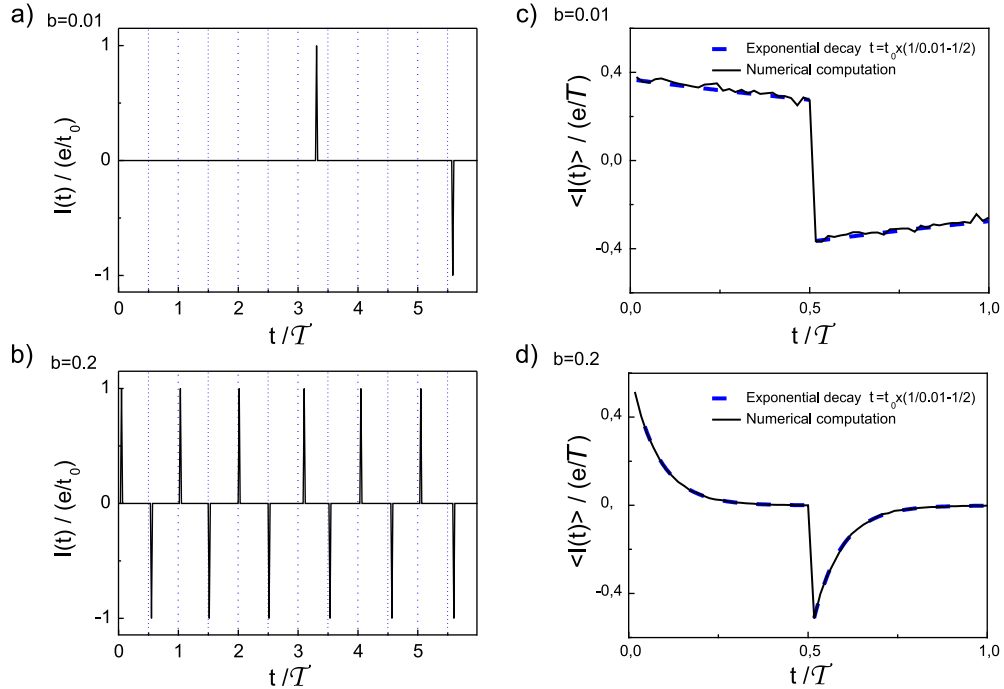 a) b=0.01
1
0
-1
I(t) / (e/t₀)
0 1 2 3 4 5
t / 𝒯
b) b=0.2
1
0
-1
I(t) / (e/t₀)
0 1 2 3 4 5
t / 𝒯
c) b=0.01
Exponential decay t=t₀x(1/0.01-1/2)
Numerical computation
0,4
0,0
-0,4
<I(t)> / (e/T)
0,0 0,5 1,0
t / 𝒯
d) b=0.2
Exponential decay t=t₀x(1/0.01-1/2)
Numerical computation
0,4
0,
-0,4
<I(t)> / (e/T)
0,0 0,5 1,0
t / 𝒯